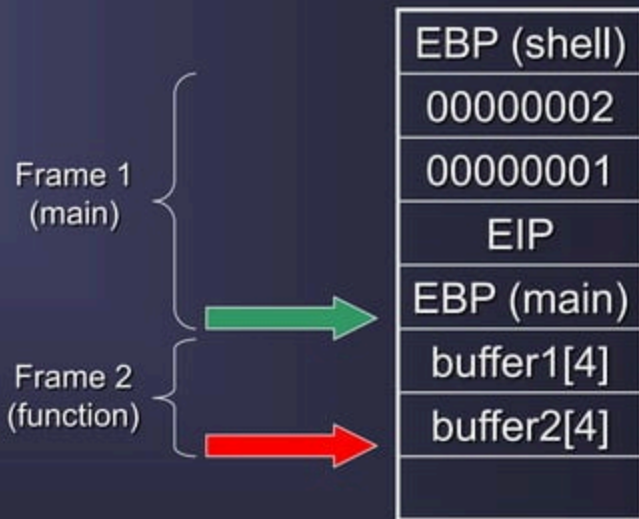 EBP (shell)
00000002
00000001
EIP
EBP (main)
buffer1[4]
buffer2[4]
Frame 1
(main)
Frame 2
(function)